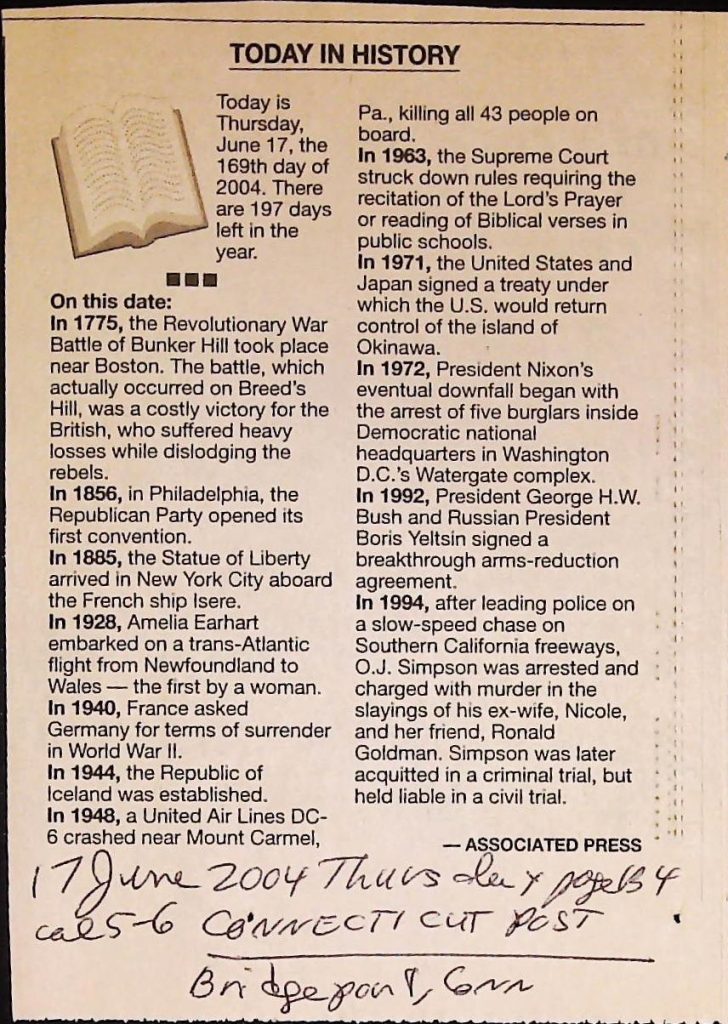 TODAY IN HISTORY
Today is
Thursday,
June 17, the
169th day of
2004. There
are 197 days
left in the
year.
On this date:
In 1775, the Revolutionary War
Battle of Bunker Hill took place
near Boston. The battle, which
actually occurred on Breed's
Hill, was a costly victory for the
British, who suffered heavy
losses while dislodging the
rebels.
In 1856, in Philadelphia, the
Republican Party opened its
first convention.
In 1885, the Statue of Liberty
arrived in New York City aboard
the French ship Isere.
In 1928, Amelia Earhart
embarked on a trans-Atlantic
flight from Newfoundland to
Wales — the first by a woman.
In 1940, France asked
Germany for terms of surrender
in World War II.
In 1944, the Republic of
Iceland was established.
In 1948, a United Air Lines DC-
6 crashed near Mount Carmel,
Pa., killing all 43 people on
board.
In 1963, the Supreme Court
struck down rules requiring the
recitation of the Lord's Prayer
or reading of Biblical verses in
public schools.
In 1971, the United States and
Japan signed a treaty under
which the U.S. would return
control of the island of
Okinawa.
In 1972, President Nixon's
eventual downfall began with
the arrest of five burglars inside
Democratic national
headquarters in Washington
D.C.'s Watergate complex.
In 1992, President George H.W.
Bush and Russian President
Boris Yeltsin signed a
breakthrough arms-reduction
agreement.
In 1994, after leading police on
a slow-speed chase on
Southern California freeways,
O.J. Simpson was arrested and
charged with murder in the
slayings of his ex-wife, Nicole,
and her friend, Ronald
Goldman. Simpson was later
acquitted in a criminal trial, but
held liable in a civil trial.
— ASSOCIATED PRESS
17 June 2004 Thursday page B4
col 5-6 CONNECTICUT POST
Bridgeport, Conn